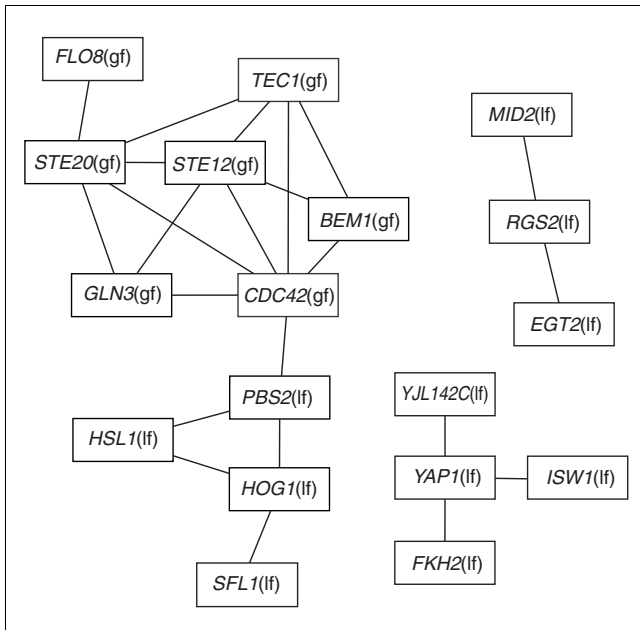 FLO8(gf)
TEC1(gf)
MID2(lf)
STE20(gf)
STE12(gf)
BEM1(gf)
RGS2(lf)
GLN3(gf)
CDC42(gf)
EGT2(lf)
PBS2(lf)
YJL142C(lf)
HSL1(lf)
HOG1(lf)
YAP1(lf)
ISW1(lf)
SFL1(lf)
FKH2(lf)